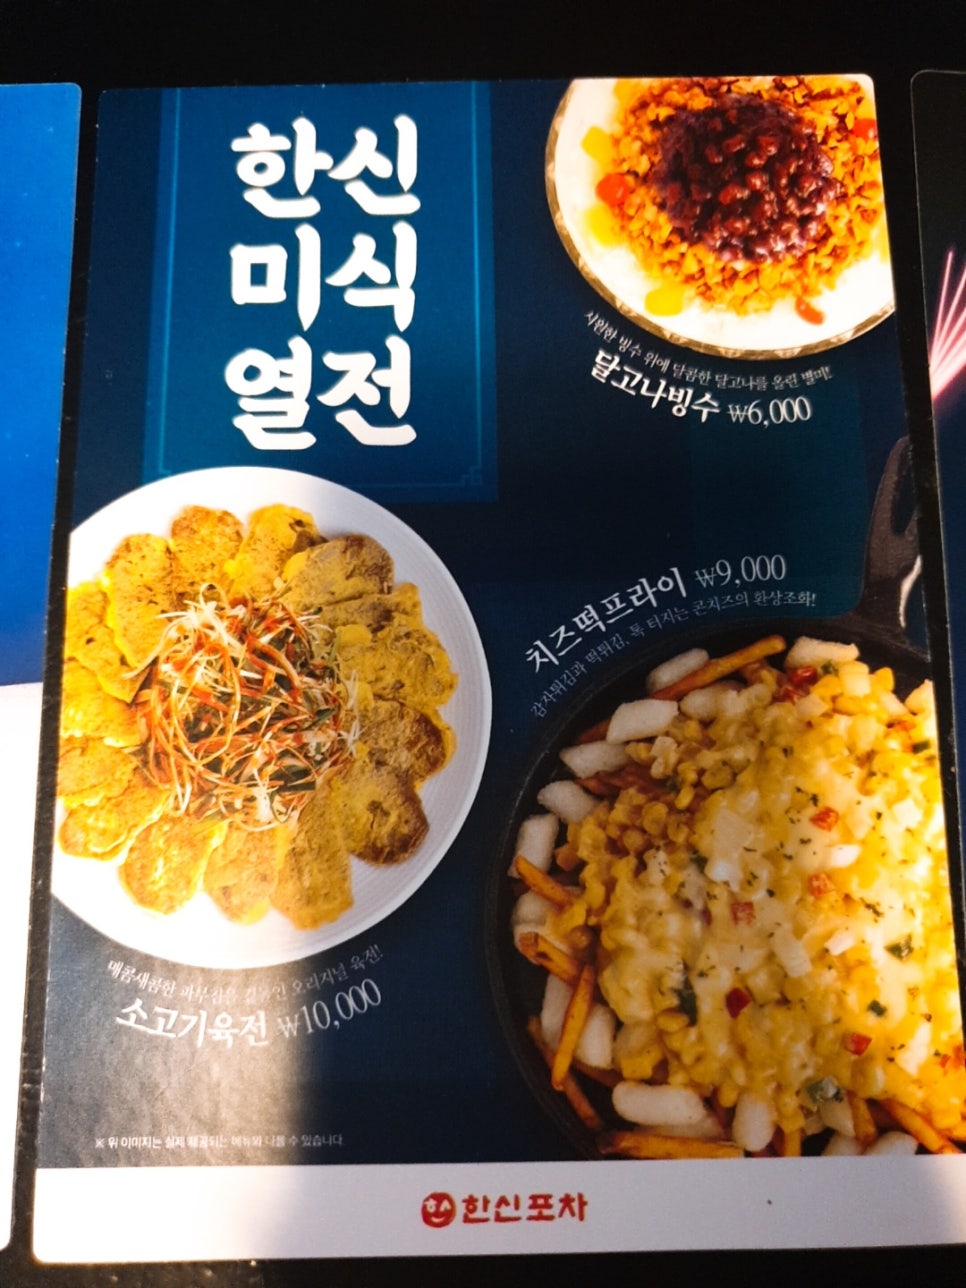 한신
미식
열전
시원한 빙수 위에 달콤한 달고나를 올린 별미!
달고나빙수 ₩6,000
치즈떡프라이 ₩9,000
감자튀김과 떡튀김, 톡 터지는 콘치즈의 환상조화!
매콤새콤한 파무침을 곁들인 오리지널 육전!
소고기육전 ₩10,000
※ 위 이미지는 실제 제공되는 메뉴와 다를 수 있습니다.
한신포차